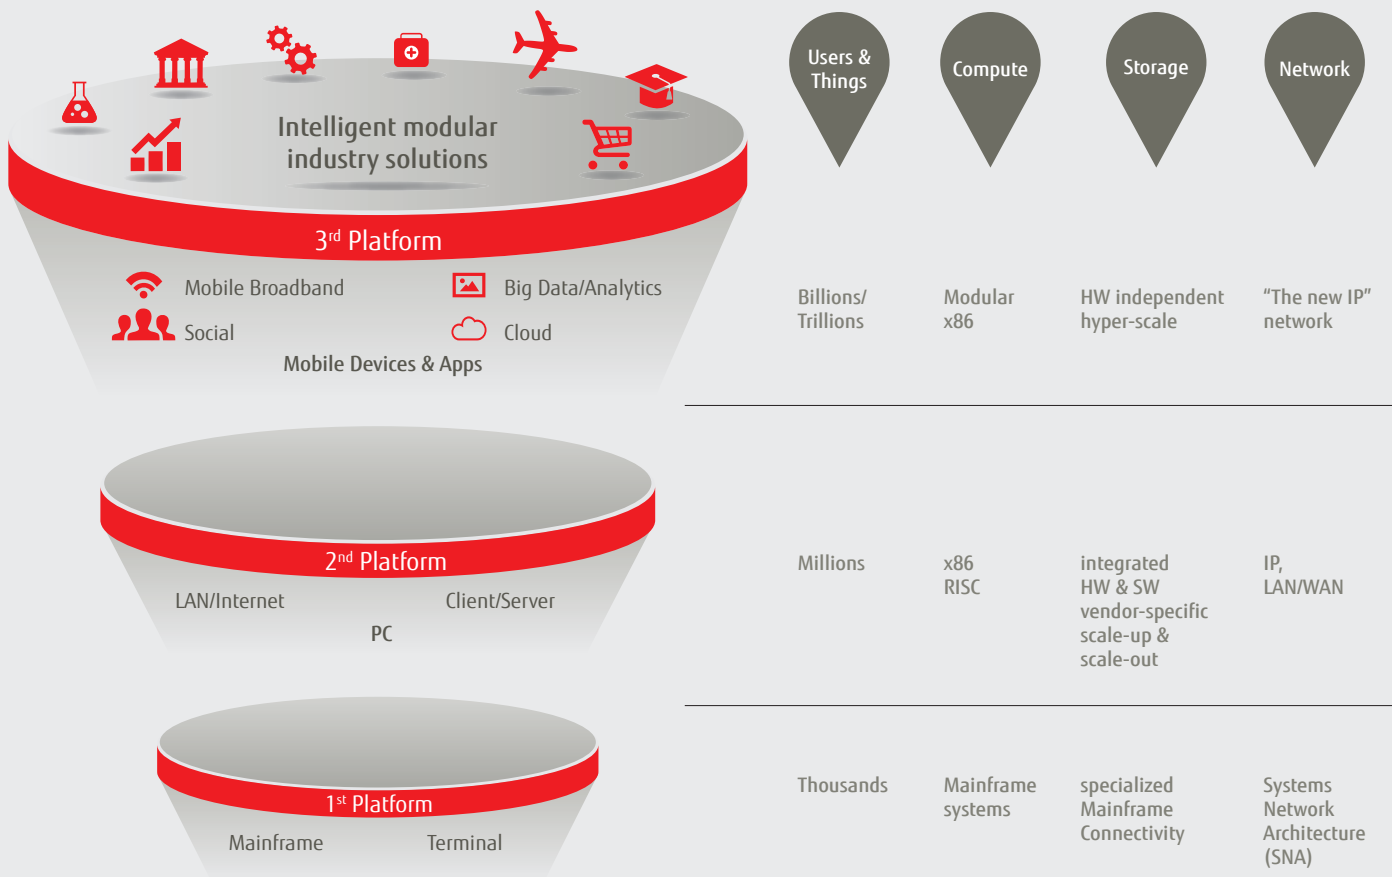 Users &
Things
Compute
Storage
Network
Intelligent modular
industry solutions
3rd Platform
Mobile Broadband
Big Data/Analytics
Social
Cloud
Mobile Devices & Apps
Billions/
Trillions
Modular
x86
HW independent
hyper-scale
“The new IP”
network
2nd Platform
LAN/Internet
Client/Server
PC
Millions
x86
RISC
integrated
HW & SW
vendor-specific
scale-up &
scale-out
IP,
LAN/WAN
1st Platform
Mainframe
Terminal
Thousands
Mainframe
systems
specialized
Mainframe
Connectivity
Systems
Network
Architecture
(SNA)